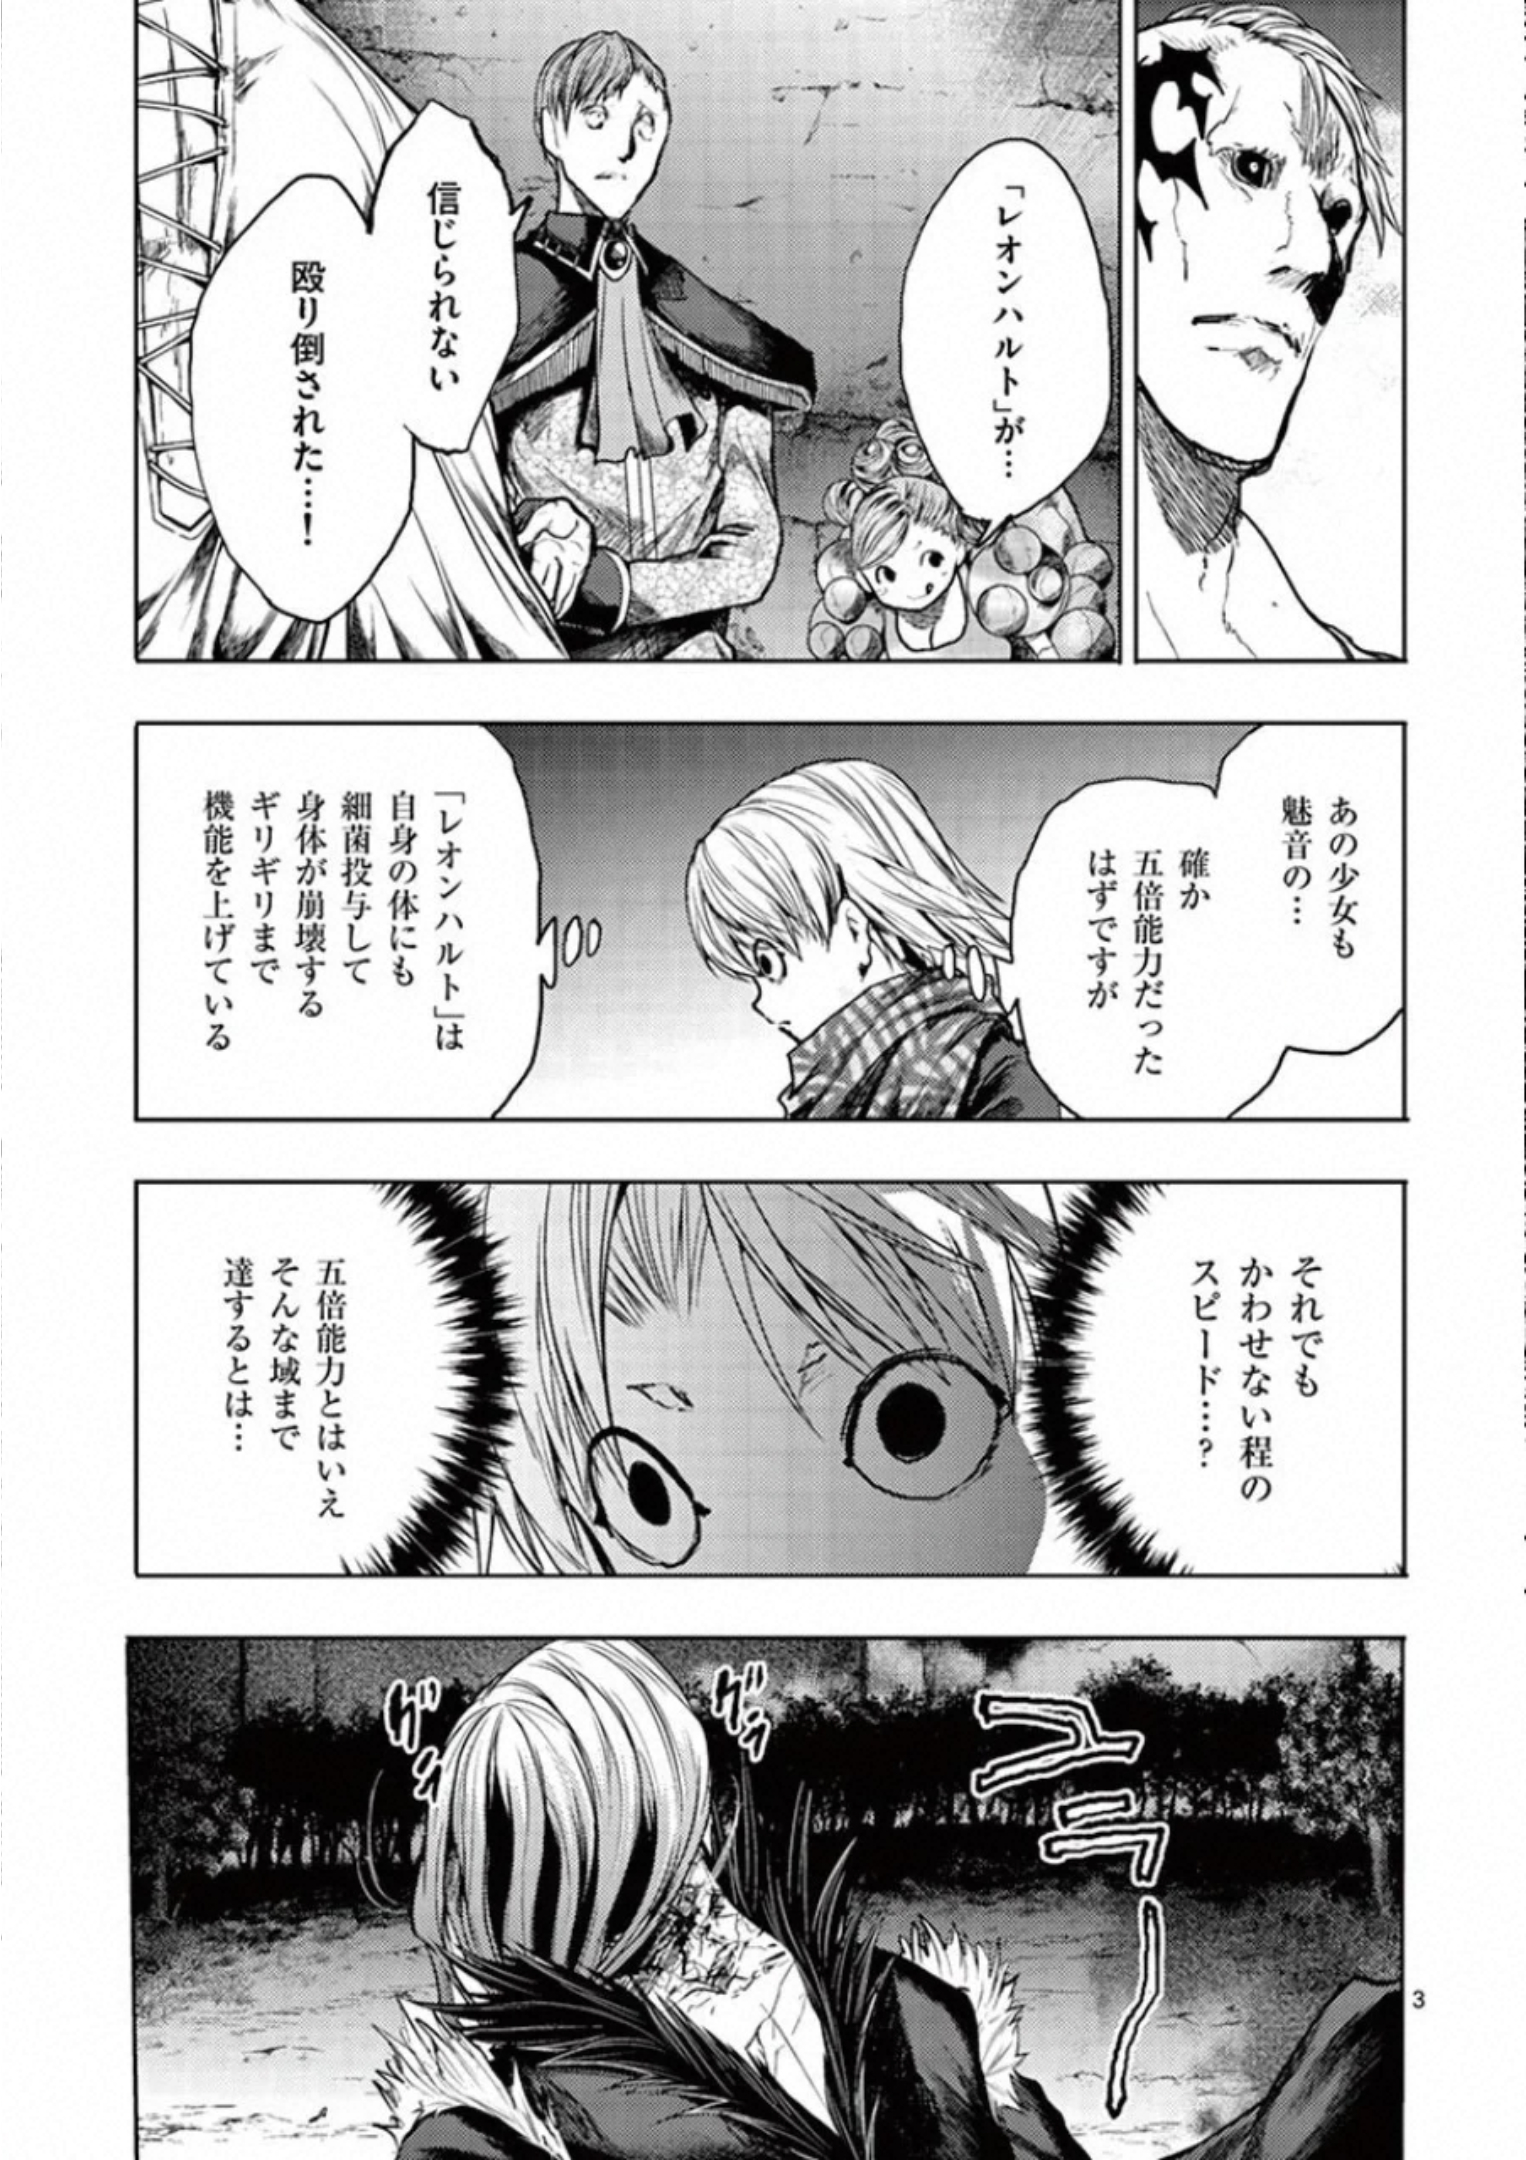 「レオンハルト」が…
信じられない
殴り倒された…！
あの少女も
魅音の…
確か
五倍能力だった
はずですが
「レオンハルト」は
自身の体にも
細菌投与して
身体が崩壊する
ギリギリまで
機能を上げている
それでも
かわせない程の
スピード…？
五倍能力とはいえ
そんな域まで
達するとは…
ユラ
グッ
グッ
3